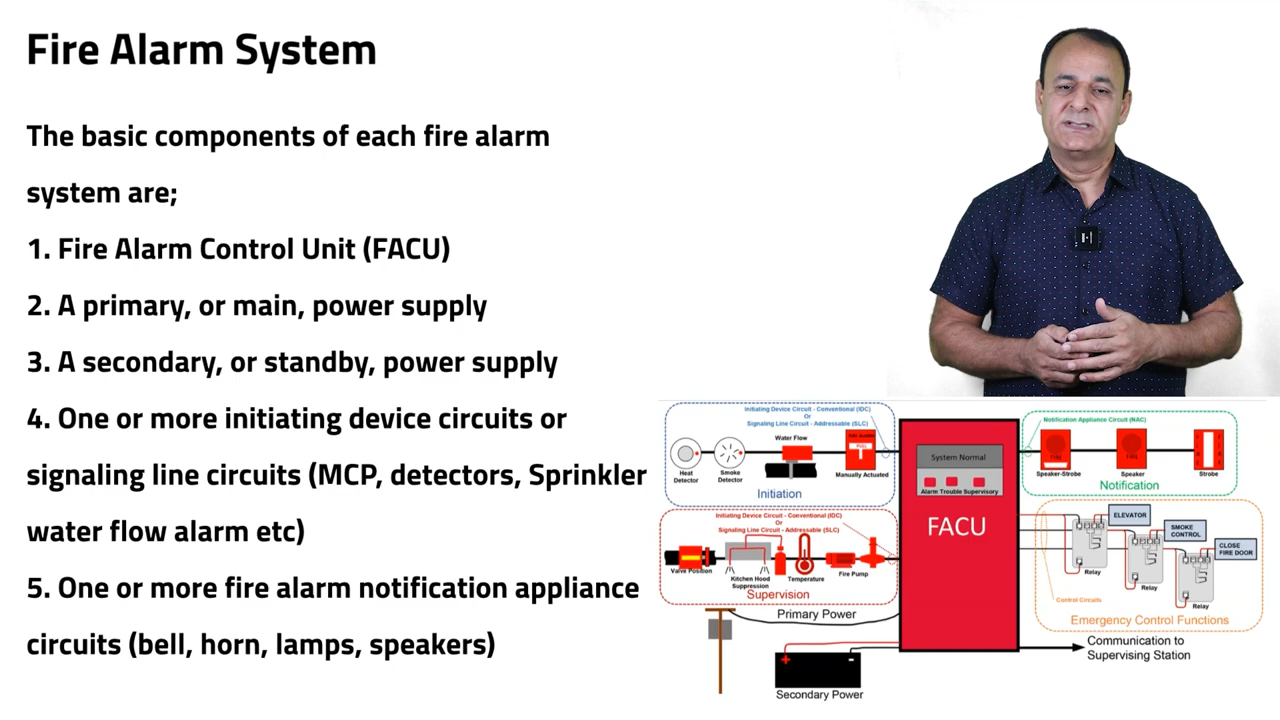 Fire Alarm System
The basic components of each fire alarm
system are;
1. Fire Alarm Control Unit (FACU)
2. A primary, or main, power supply
3. A secondary, or standby, power supply
4. One or more initiating device circuits or
signaling line circuits (MCP, detectors, Sprinkler
water flow alarm etc)
5. One or more fire alarm notification appliance
circuits (bell, horn, lamps, speakers)
Initiating Device Circuit - Conventional (IDC)
Or
Signaling Line Circuit - Addressable (SLC)
Water Flow
PULL
Heat
Detector
Smoke
Detector
Manually Actuated
Initiation
Initiating Device Circuit - Conventional (IDC)
Or
Signaling Line Circuit - Addressable (SLC)
Valve Position
Kitchen Hood
Suppression
Temperature
Fire Pump
Supervision
Primary Power
+ -
Secondary Power
System Normal
Alarm Trouble Supervisory
FACU
Notification Appliance Circuit (NAC)
FIRE
FIRE
Speaker-Strobe
Speaker
Strobe
Notification
ELEVATOR
SMOKE
CONTROL
CLOSE
FIRE DOOR
Relay
Relay
Relay
Control Circuits
Emergency Control Functions
Communication to
Supervising Station